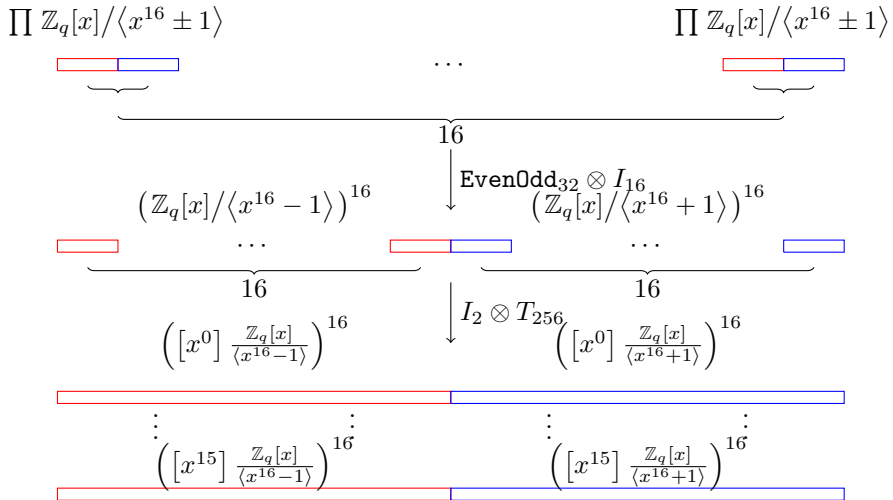 ∏ ℤ_q[x]/⟨x^16 ± 1⟩ ∏ ℤ_q[x]/⟨x^16 ± 1⟩
⋯
16
EvenOdd_32 ⊗ I_16
(ℤ_q[x]/⟨x^16 − 1⟩)^16 (ℤ_q[x]/⟨x^16 + 1⟩)^16
⋯ ⋯
16 16
I_2 ⊗ T_256
([x^0] ℤ_q[x]/⟨x^16−1⟩)^16 ([x^0] ℤ_q[x]/⟨x^16+1⟩)^16
⋮ ⋮ ⋮ ⋮
([x^15] ℤ_q[x]/⟨x^16−1⟩)^16 ([x^15] ℤ_q[x]/⟨x^16+1⟩)^16